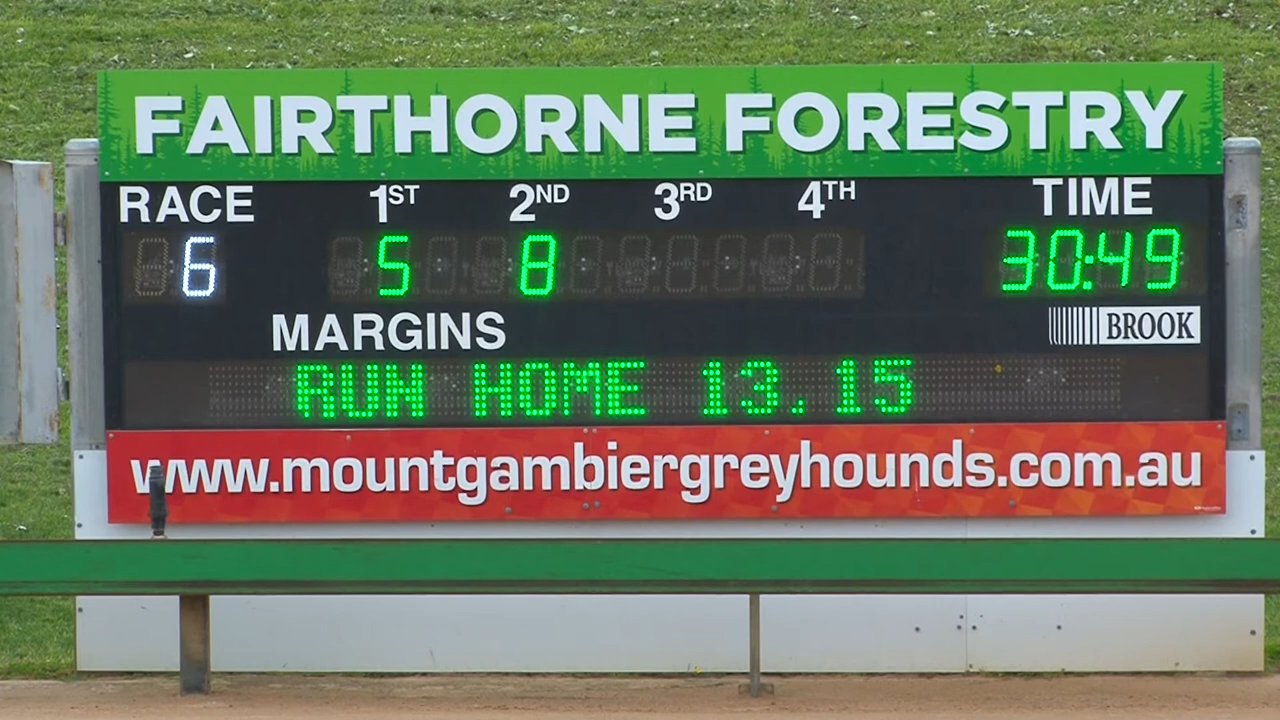 FAIRTHORNE FORESTRY
RACE 1ST 2ND 3RD 4TH TIME
6 5 8 30:49
MARGINS
BROOK
RUN HOME 13.15
www.mountgambiergreyhounds.com.au